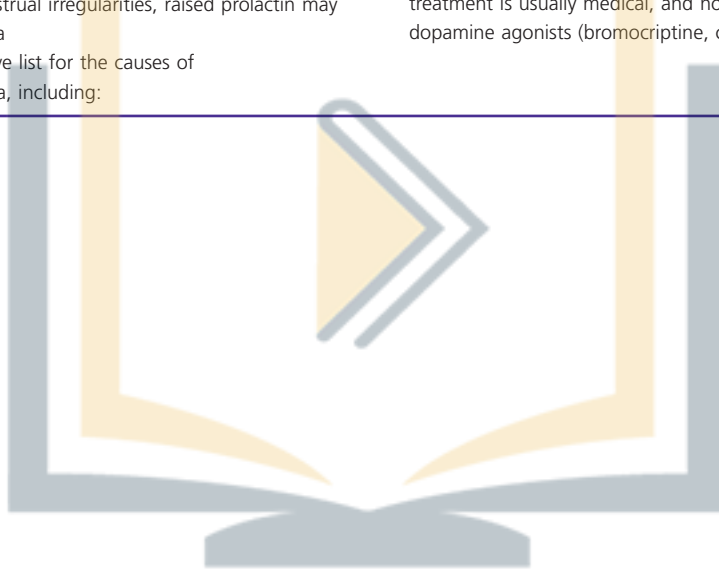 strual irregularities, raised prolactin may
a
ve list for the causes of
a, including:
treatment is usually medical, and no
dopamine agonists (bromocriptine, c